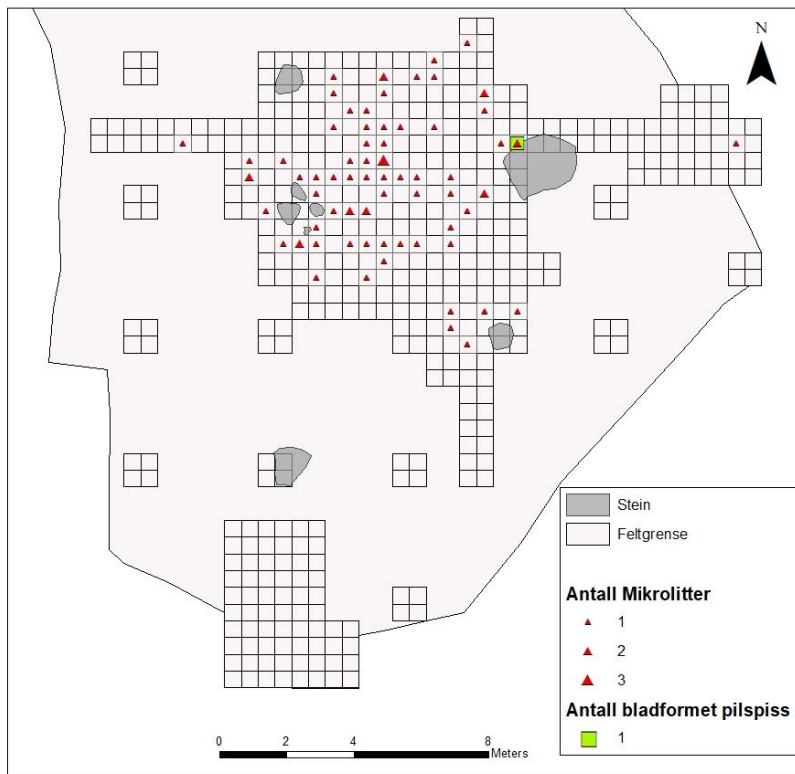 N
Stein
Feltgrense
Antall Mikrolitter
1
2
3
Antall bladformet pilspiss
1
0 2 4 8
Meters